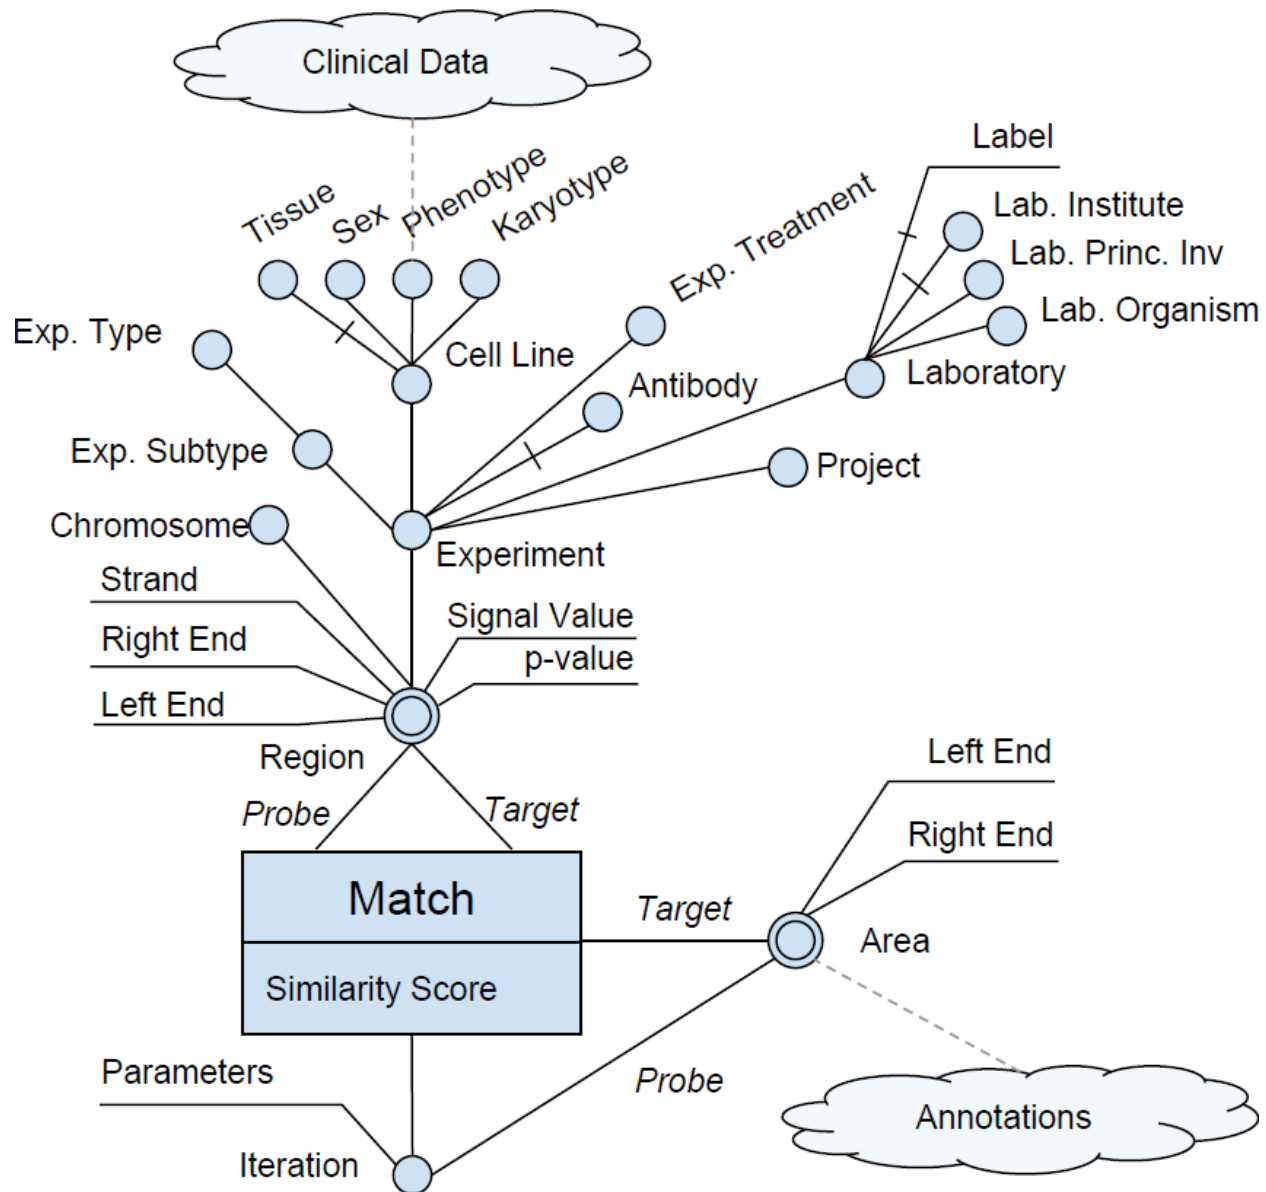 Clinical Data
Label
Tissue
Sex
Phenotype
Karyotype
Exp. Treatment
Lab. Institute
Lab. Princ. Inv
Lab. Organism
Exp. Type
Cell Line
Antibody
Laboratory
Exp. Subtype
Project
Chromosome
Experiment
Strand
Signal Value
Right End
p-value
Left End
Region
Left End
Probe
Target
Right End
Match
Target
Area
Similarity Score
Parameters
Probe
Annotations
Iteration